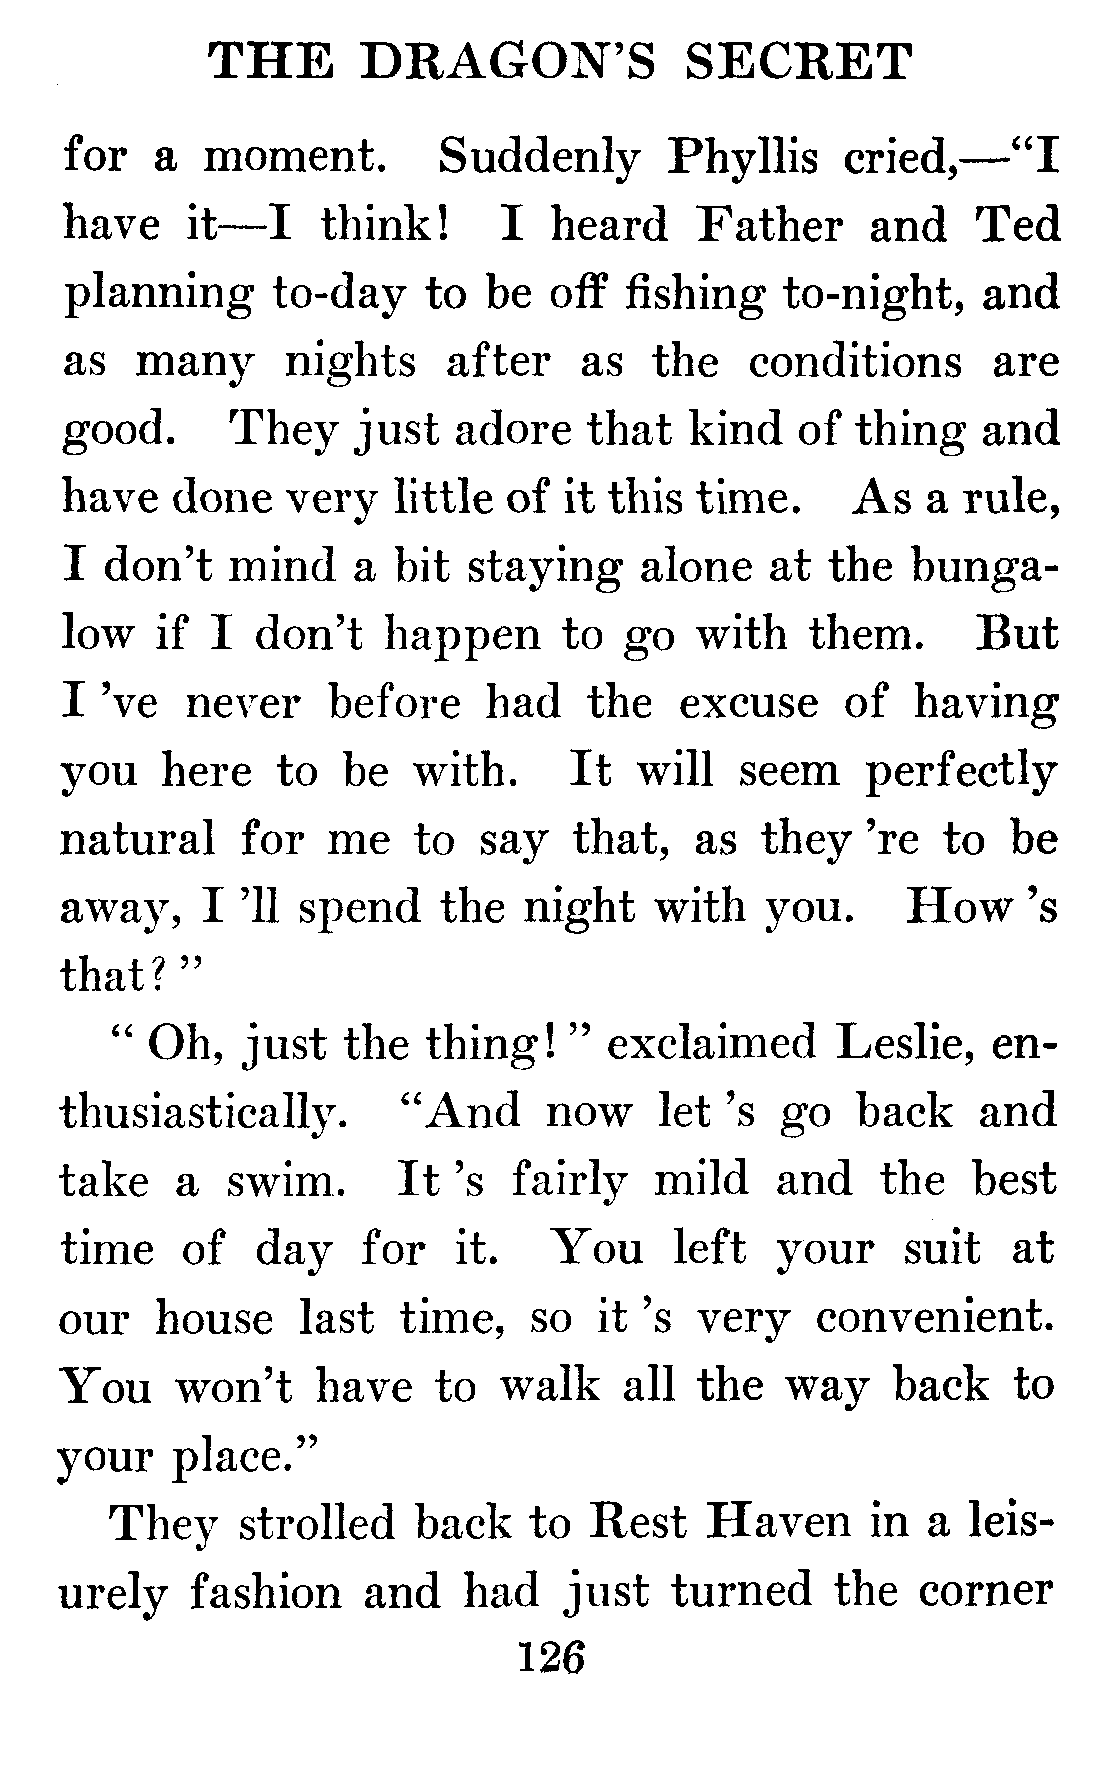 THE DRAGON'S SECRET
for a moment. Suddenly Phyllis cried,—“I
have it—I think! I heard Father and Ted
planning to-day to be off fishing to-night, and
as many nights after as the conditions are
good. They just adore that kind of thing and
have done very little of it this time. As a rule,
I don't mind a bit staying alone at the bunga-
low if I don't happen to go with them. But
I 've never before had the excuse of having
you here to be with. It will seem perfectly
natural for me to say that, as they 're to be
away, I 'll spend the night with you. How 's
that? ”
“ Oh, just the thing! ” exclaimed Leslie, en-
thusiastically. “And now let 's go back and
take a swim. It 's fairly mild and the best
time of day for it. You left your suit at
our house last time, so it 's very convenient.
You won't have to walk all the way back to
your place.”
They strolled back to Rest Haven in a leis-
urely fashion and had just turned the corner
126